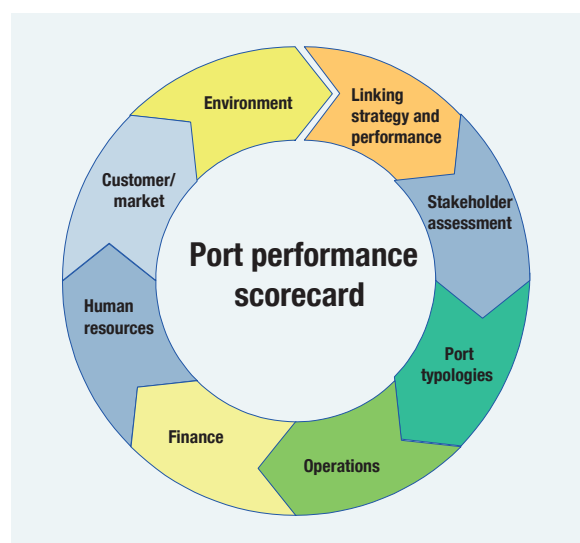 Port performance
scorecard
Linking
strategy and
performance
Stakeholder
assessment
Port
typologies
Operations
Finance
Human
resources
Customer/
market
Environment